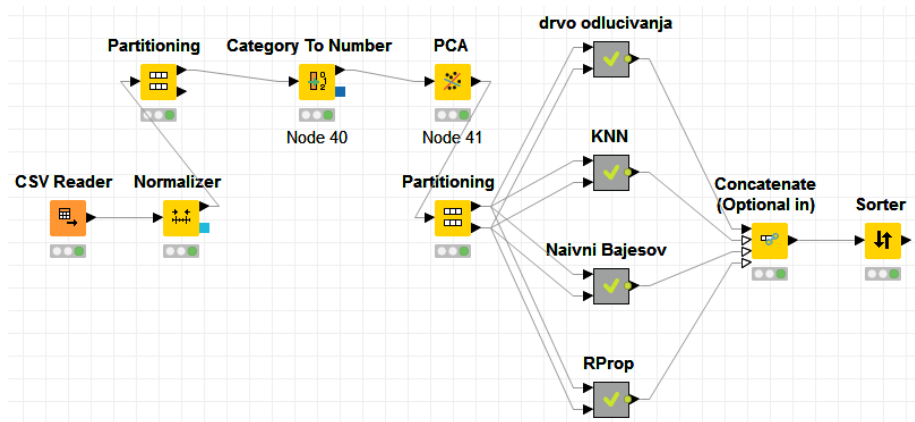 drvo odlucivanja
Partitioning
Category To Number
PCA
Node 40
Node 41
KNN
CSV Reader
Normalizer
Partitioning
Concatenate
(Optional in)
Sorter
Naivni Bajesov
RProp